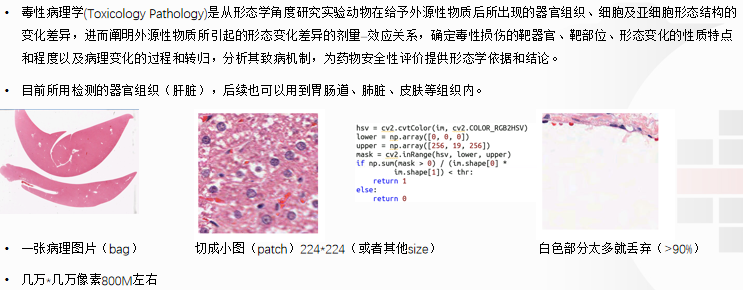 • 毒性病理学(Toxicology Pathology)是从形态学角度研究实验动物在给予外源性物质后所出现的器官组织、细胞及亚细胞形态结构的
变化差异，进而阐明外源性物质所引起的形态变化差异的剂量–效应关系，确定毒性损伤的靶器官、靶部位、形态变化的性质特点
和程度以及病理变化的过程和转归，分析其致病机制，为药物安全性评价提供形态学依据和结论。
• 目前所用检测的器官组织（肝脏），后续也可以用到胃肠道、肺脏、皮肤等组织内。
hsv = cv2.cvtColor(im, cv2.COLOR_RGB2HSV)
lower = np.array([0, 0, 0])
upper = np.array([256, 19, 256])
mask = cv2.inRange(hsv, lower, upper)
if np.sum(mask > 0) / (im.shape[0] *
im.shape[1]) < thr:
return 1
else:
return 0
• 一张病理图片（bag）
切成小图（patch）224*224（或者其他size）
白色部分太多就丢弃（>90%）
• 几万*几万像素800M左右